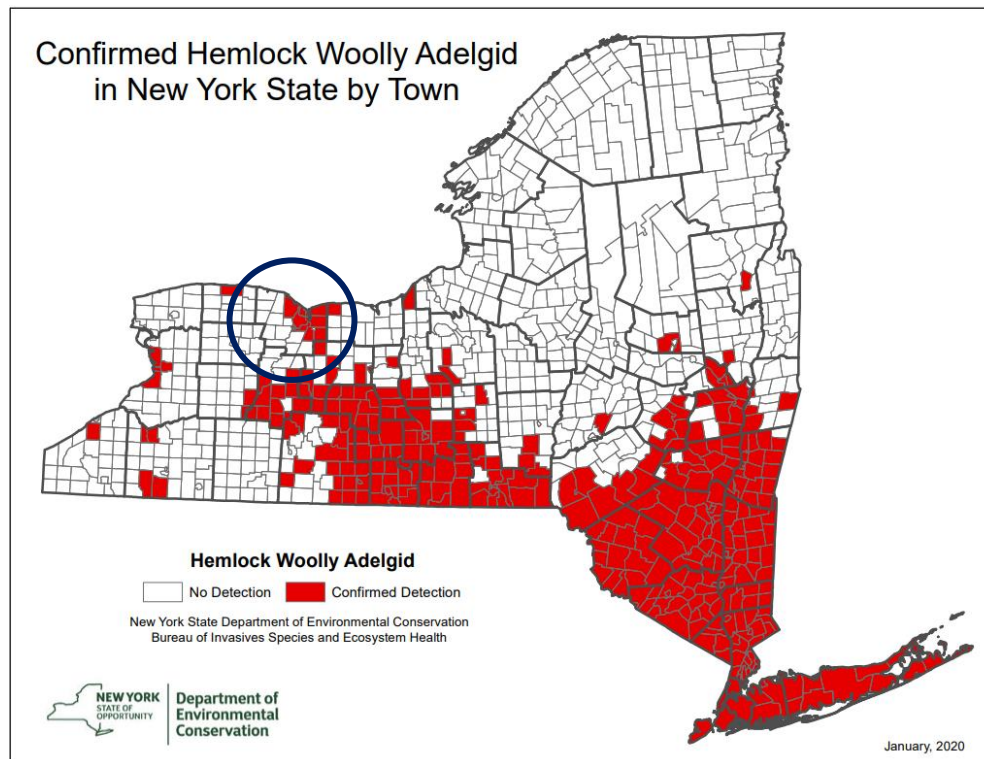 Confirmed Hemlock Woolly Adelgid
in New York State by Town
Hemlock Woolly Adelgid
No Detection
Confirmed Detection
New York State Department of Environmental Conservation
Bureau of Invasives Species and Ecosystem Health
NEW YORK
STATE OF
OPPORTUNITY
Department of
Environmental
Conservation
January, 2020